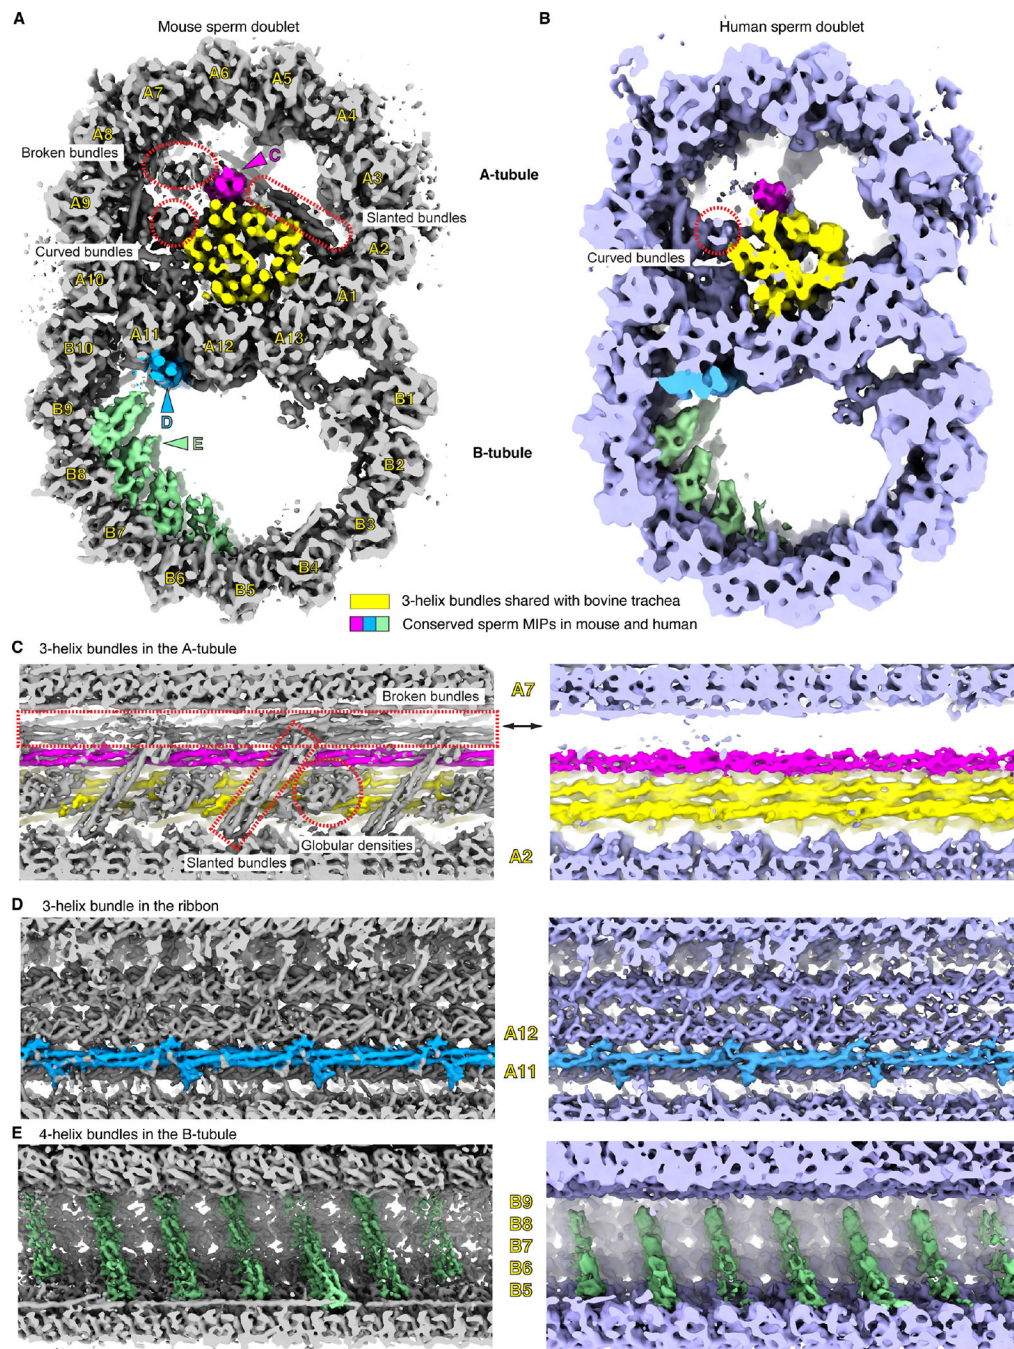 A
Mouse sperm doublet
B
Human sperm doublet
A6
A5
A7
A4
A8
Broken bundles
C
A3
A-tubule
A9
Slanted bundles
Curved bundles
A2
Curved bundles
A10
A1
A11
A12
A13
B10
D
B9
B1
E
B-tubule
B8
B2
B7
B3
B6
B5
B4
3-helix bundles shared with bovine trachea
Conserved sperm MIPs in mouse and human
C
3-helix bundles in the A-tubule
Broken bundles
A7
Globular densities
Slanted bundles
A2
D
3-helix bundle in the ribbon
A12
A11
E
4-helix bundles in the B-tubule
B9
B8
B7
B6
B5